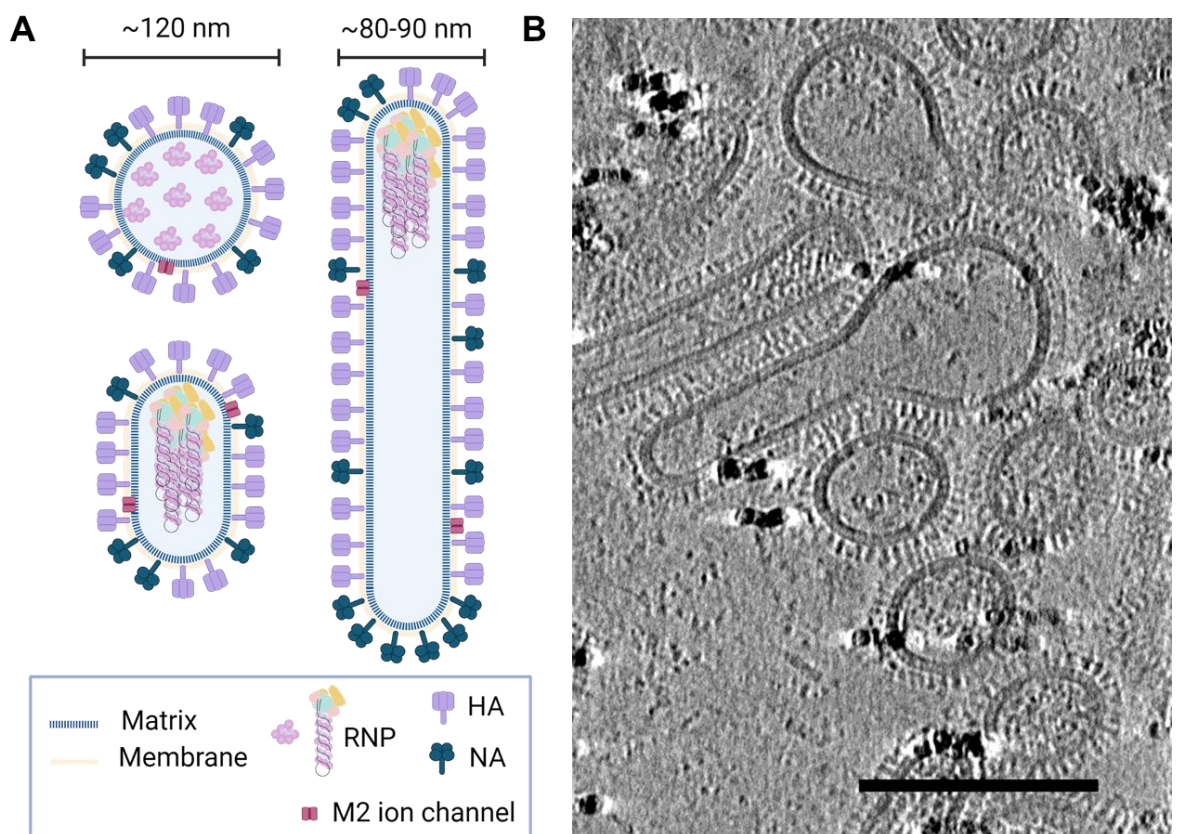 A
~120 nm
~80-90 nm
B
Matrix
Membrane
RNP
HA
NA
M2 ion channel